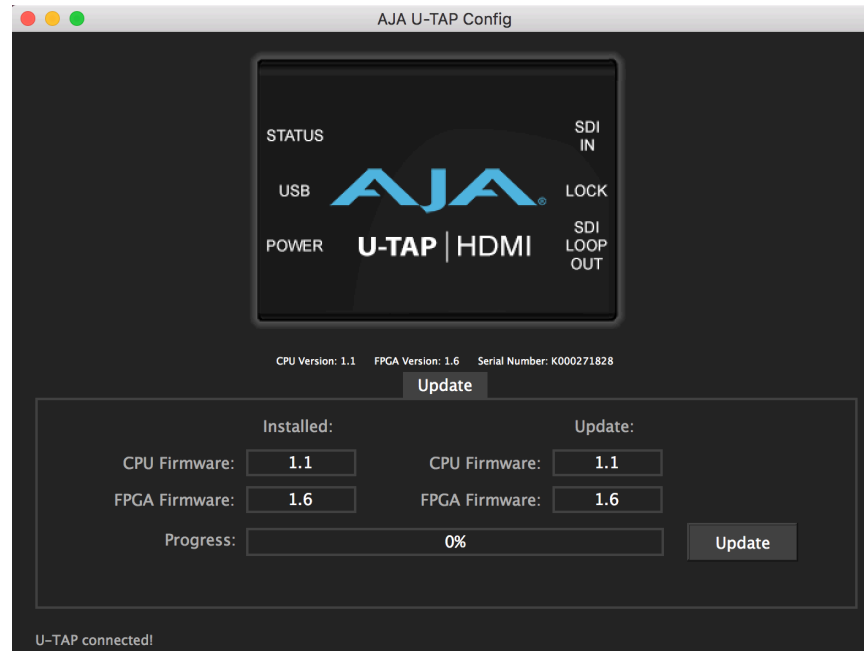 AJA U-TAP Config
STATUS
SDI
IN
USB
AJA®
LOCK
POWER
U-TAP | HDMI
SDI
LOOP
OUT
CPU Version: 1.1 FPGA Version: 1.6 Serial Number: K000271828
Update
Installed: Update:
CPU Firmware: 1.1 CPU Firmware: 1.1
FPGA Firmware: 1.6 FPGA Firmware: 1.6
Progress: 0% Update
U-TAP connected!